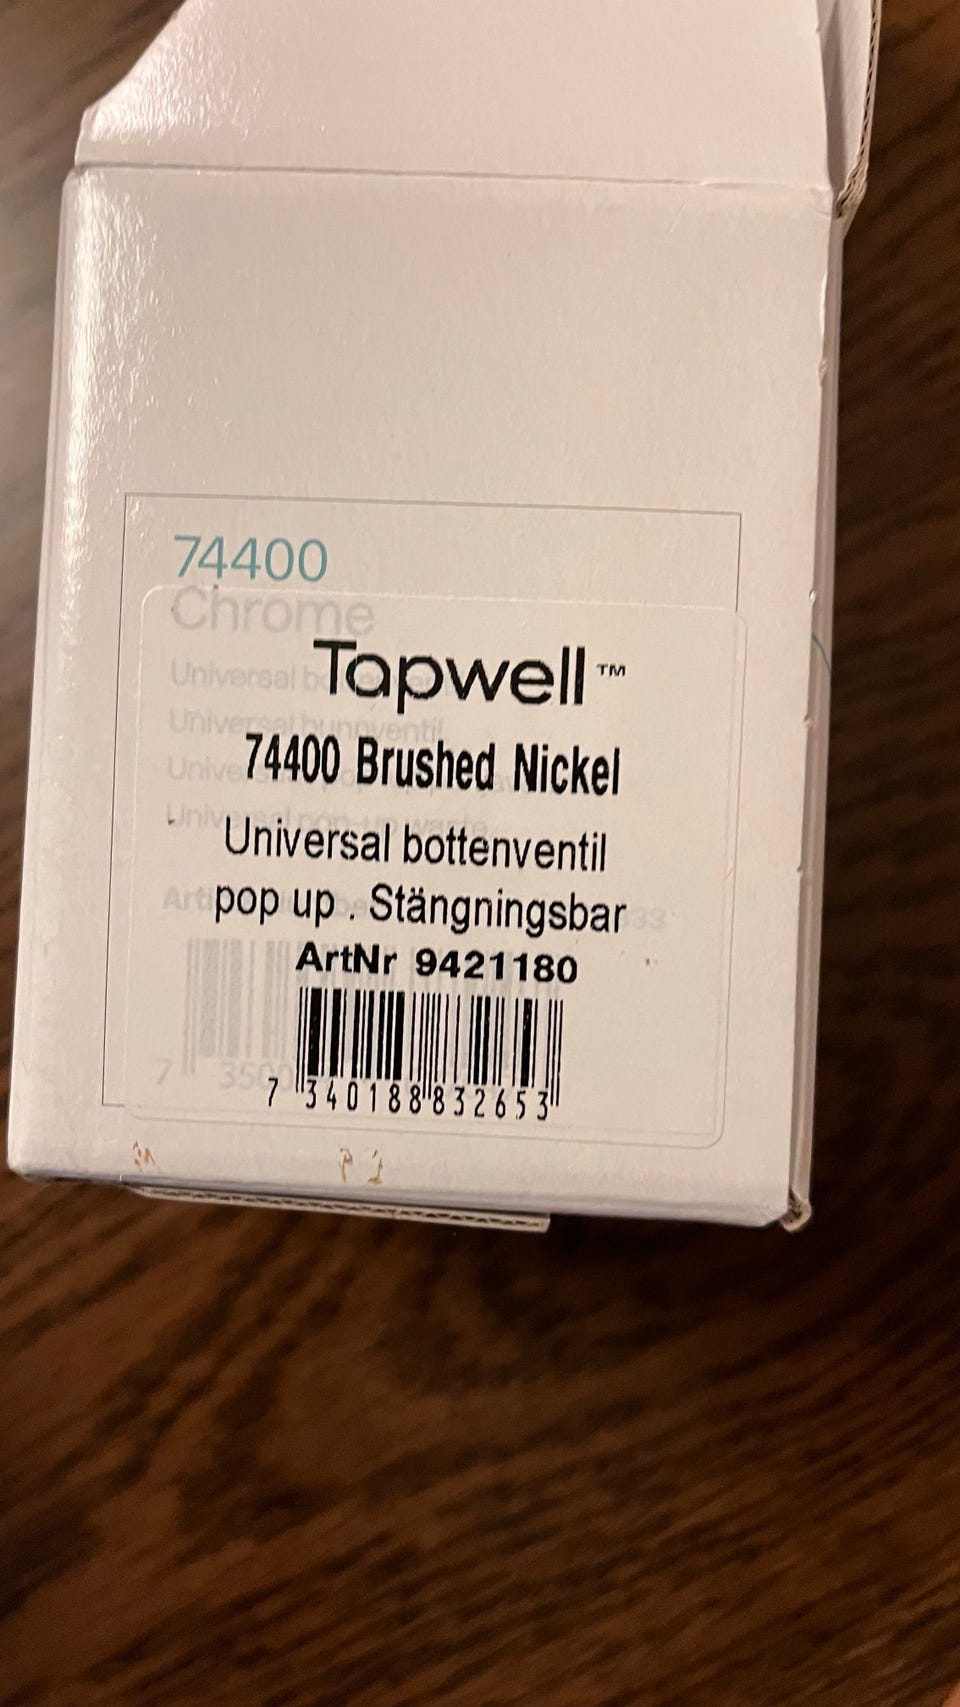 74400
Chrome
Tapwell™
74400 Brushed Nickel
Universal bottenventil
pop up . Stängningsbar
ArtNr 9421180
7 340188 832653